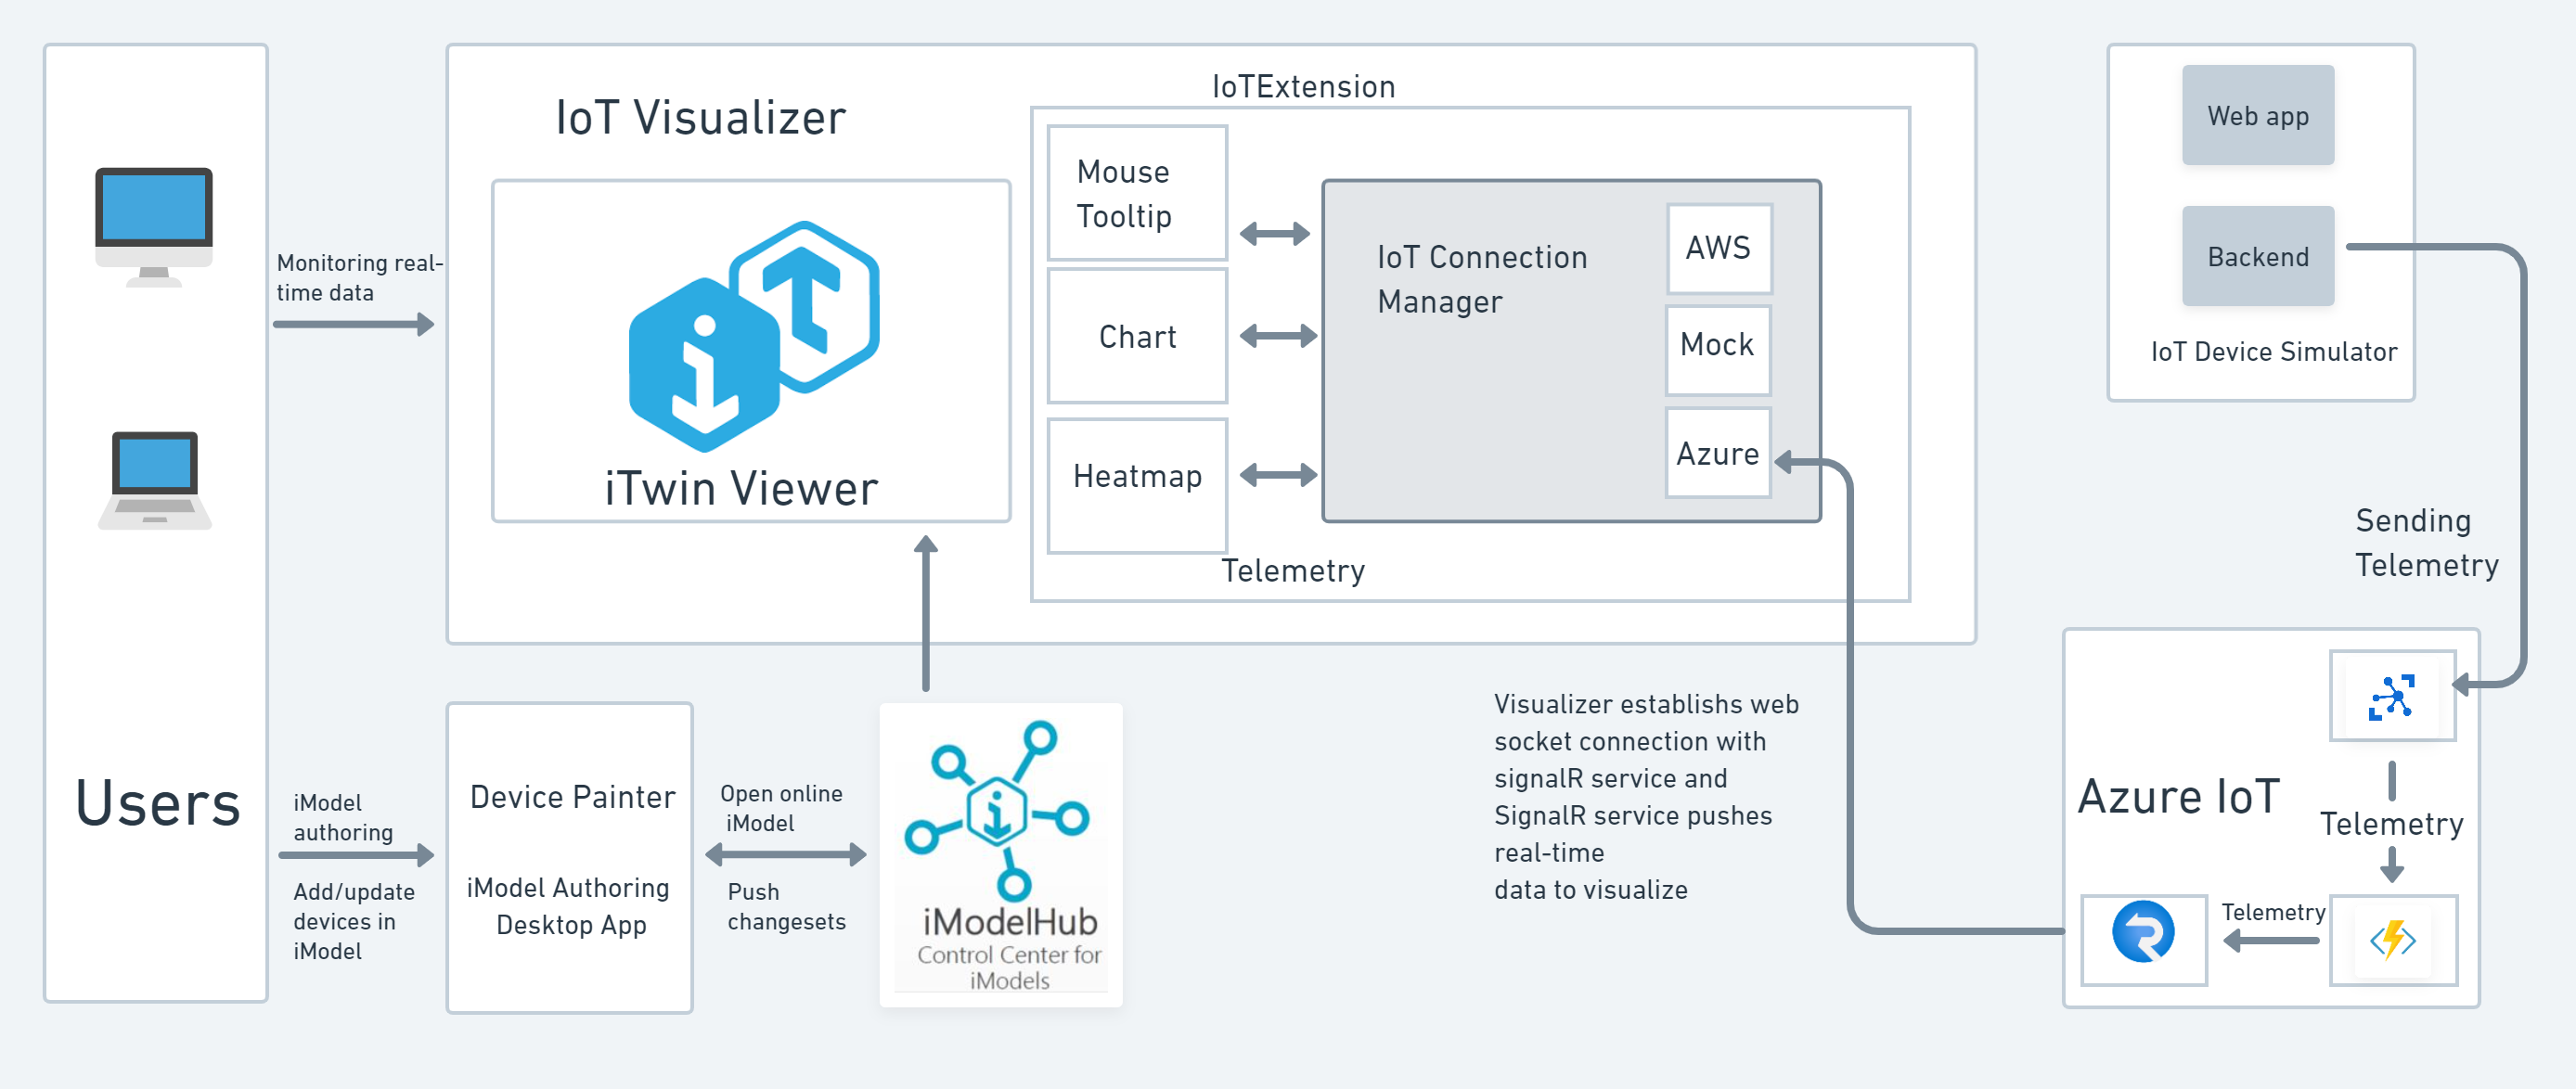 Users
Monitoring real-
time data
iModel
authoring
Add/update
devices in
iModel
IoT Visualizer
iTwin Viewer
IoTExtension
Mouse
Tooltip
Chart
Heatmap
Telemetry
IoT Connection
Manager
AWS
Mock
Azure
Device Painter
iModel Authoring
Desktop App
Open online
iModel
Push
changesets
iModelHub
Control Center for
iModels
Visualizer establishs web
socket connection with
signalR service and
SignalR service pushes
real-time
data to visualize
Web app
Backend
IoT Device Simulator
Sending
Telemetry
Azure IoT
Telemetry
Telemetry